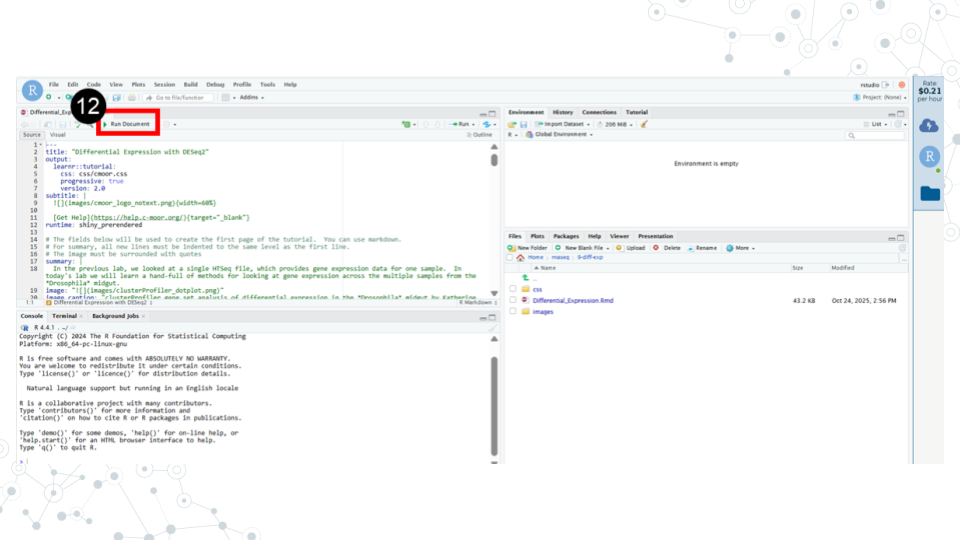 File Edit Code View Plots Session Build Debug Profile Tools Help
rstudio
Rate
$0.21
per hour
R
Go to file/function
Addins
Project: (None)
12
Differential_Exp
Run Document
Run
Source Visual
Outline
1 ---
2 title: "Differential Expression with DESeq2"
3 output:
4 learnr::tutorial:
5 css: css/cmoor.css
6 progressive: true
7 version: 2.0
8 subtitle: |
9 ![](images/cmoor_logo_notext.png){width=60%}
10
11 [Get Help](https://help.c-moor.org/){target="_blank"}
12 runtime: shiny_prerendered
13
14 # The fields below will be used to create the first page of the tutorial. You can use markdown.
15 # For summary, all new lines must be indented to the same level as the first line.
16 # The image must be surrounded with quotes
17 summary: |
18 In the previous lab, we looked at a single HTSeq file, which provides gene expression data for one sample. In
today's lab we will learn a hand-full of methods for looking at gene expression across the multiple samples from the
*Drosophila* midgut.
19 image: "![](images/clusterProfiler_dotplot.png)"
20 image_caption: "clusterProfiler gene set analysis of differential expression in the *Drosophila* midgut by Katherine
1:1 Differential Expression with DESeq2
R Markdown
Console Terminal Background Jobs
R 4.4.1 . ~/
Copyright (C) 2024 The R Foundation for Statistical Computing
Platform: x86_64-pc-linux-gnu
R is free software and comes with ABSOLUTELY NO WARRANTY.
You are welcome to redistribute it under certain conditions.
Type 'license()' or 'licence()' for distribution details.
Natural language support but running in an English locale
R is a collaborative project with many contributors.
Type 'contributors()' for more information and
'citation()' on how to cite R or R packages in publications.
Type 'demo()' for some demos, 'help()' for on-line help, or
'help.start()' for an HTML browser interface to help.
Type 'q()' to quit R.
>
Environment History Connections Tutorial
Import Dataset 206 MiB
List
R Global Environment
Environment is empty
R
Files Plots Packages Help Viewer Presentation
New Folder New Blank File Upload Delete Rename More
Home rnaseq 9-diff-exp
Name Size Modified
..
css
Differential_Expression.Rmd 43.2 KB Oct 24, 2025, 2:56 PM
images